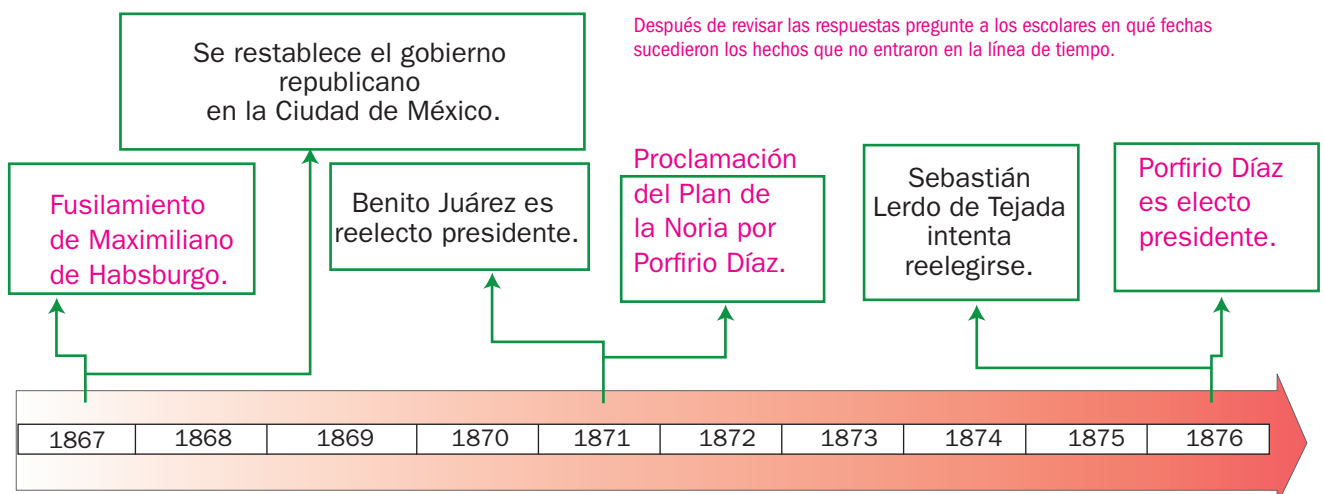 Después de revisar las respuestas pregunte a los escolares en qué fechas
sucedieron los hechos que no entraron en la línea de tiempo.
Se restablece el gobierno
republicano
en la Ciudad de México.
Fusilamiento
de Maximiliano
de Habsburgo.
Benito Juárez es
reelecto presidente.
Proclamación
del Plan de
la Noria por
Porfirio Díaz.
Sebastián
Lerdo de Tejada
intenta
reelegirse.
Porfirio Díaz
es electo
presidente.
1867 1868 1869 1870 1871 1872 1873 1874 1875 1876